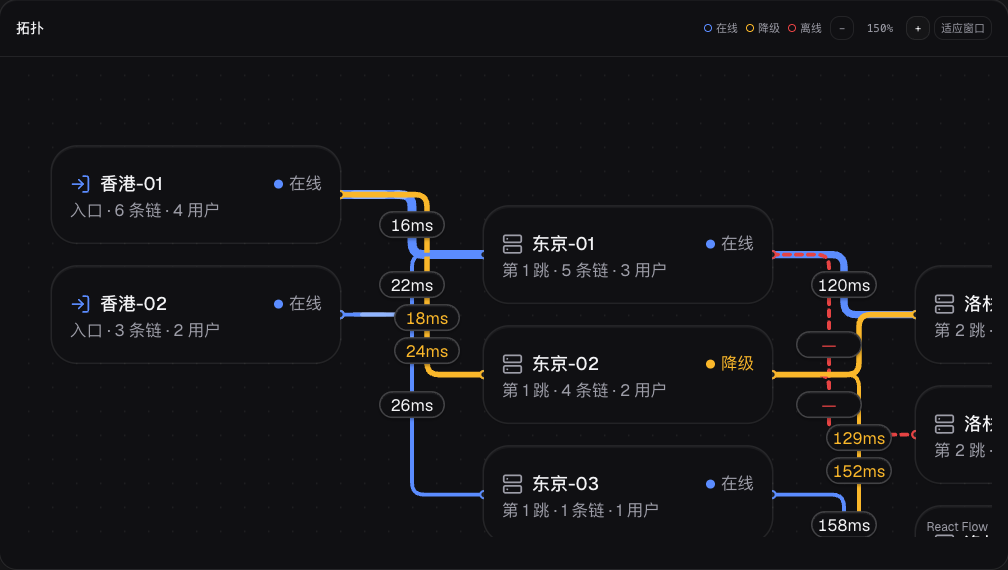 拓扑
在线 降级 离线 − 150% + 适应窗口
香港-01 在线
入口 · 6 条链 · 4 用户
16ms
东京-01 在线
第 1 跳 · 5 条链 · 3 用户
香港-02 在线
入口 · 3 条链 · 2 用户
22ms
18ms
24ms
26ms
120ms
—
—
129ms
152ms
158ms
东京-02 降级
第 1 跳 · 4 条链 · 2 用户
东京-03 在线
第 1 跳 · 1 条链 · 1 用户
洛
第 2 跳 ·
洛
第 2 跳 ·
React Flow